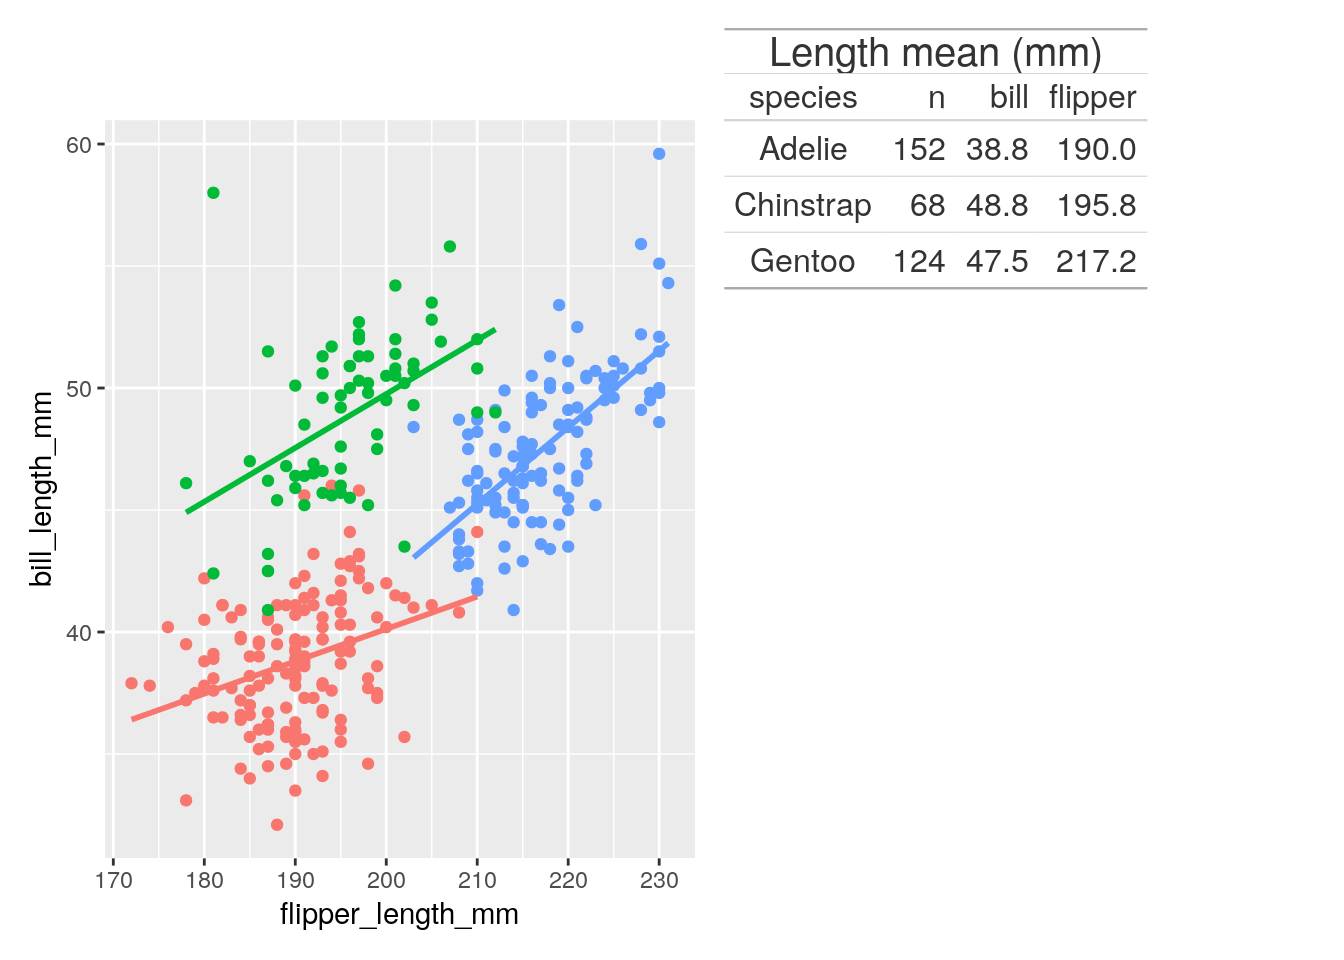 Length mean (mm)
species n bill flipper
Adelie 152 38.8 190.0
Chinstrap 68 48.8 195.8
Gentoo 124 47.5 217.2
60
50
40
bill_length_mm
170 180 190 200 210 220 230
flipper_length_mm